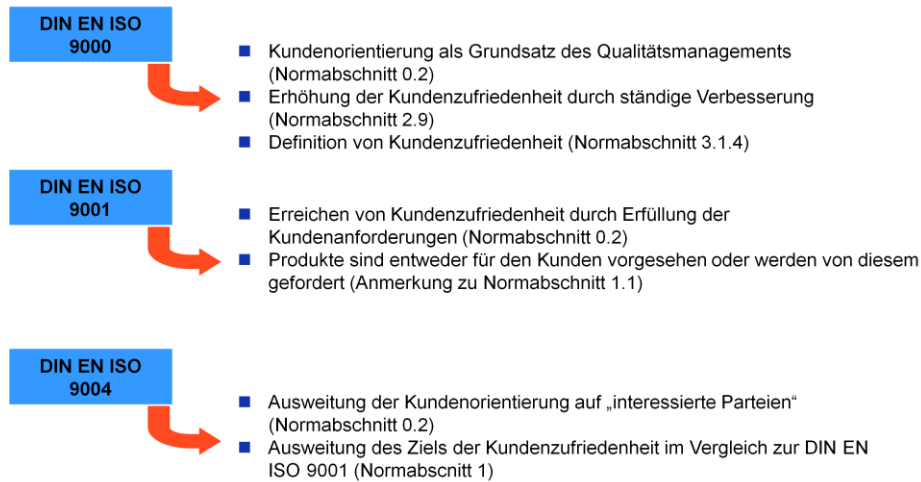 DIN EN ISO
9000
Kundenorientierung als Grundsatz des Qualitätsmanagements
(Normabschnitt 0.2)
Erhöhung der Kundenzufriedenheit durch ständige Verbesserung
(Normabschnitt 2.9)
Definition von Kundenzufriedenheit (Normabschnitt 3.1.4)
DIN EN ISO
9001
Erreichen von Kundenzufriedenheit durch Erfüllung der
Kundenanforderungen (Normabschnitt 0.2)
Produkte sind entweder für den Kunden vorgesehen oder werden von diesem
gefordert (Anmerkung zu Normabschnitt 1.1)
DIN EN ISO
9004
Ausweitung der Kundenorientierung auf „interessierte Parteien“
(Normabschnitt 0.2)
Ausweitung des Ziels der Kundenzufriedenheit im Vergleich zur DIN EN
ISO 9001 (Normabscnitt 1)